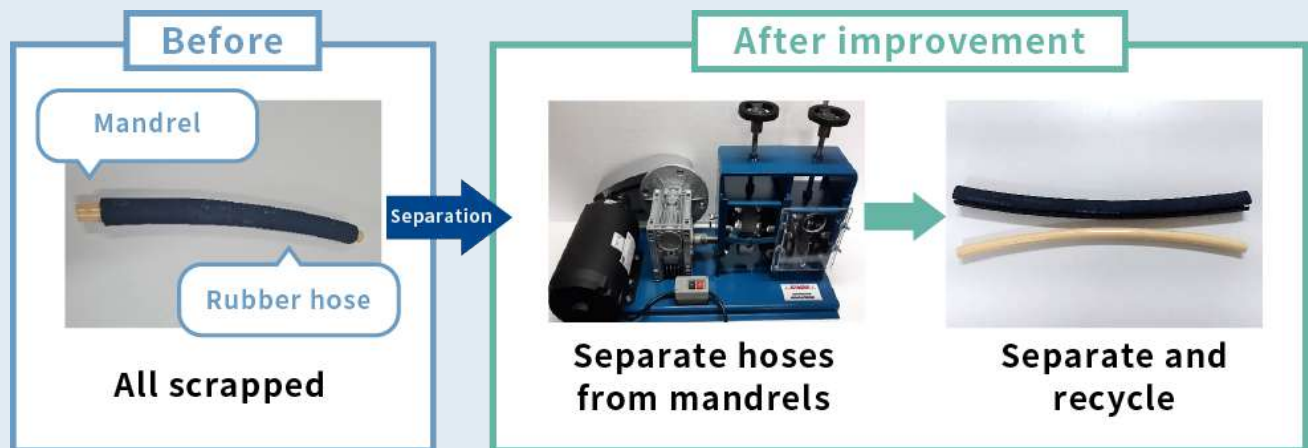 Before
Mandrel
Rubber hose
All scrapped
Separation
After improvement
Separate hoses
from mandrels
Separate and
recycle